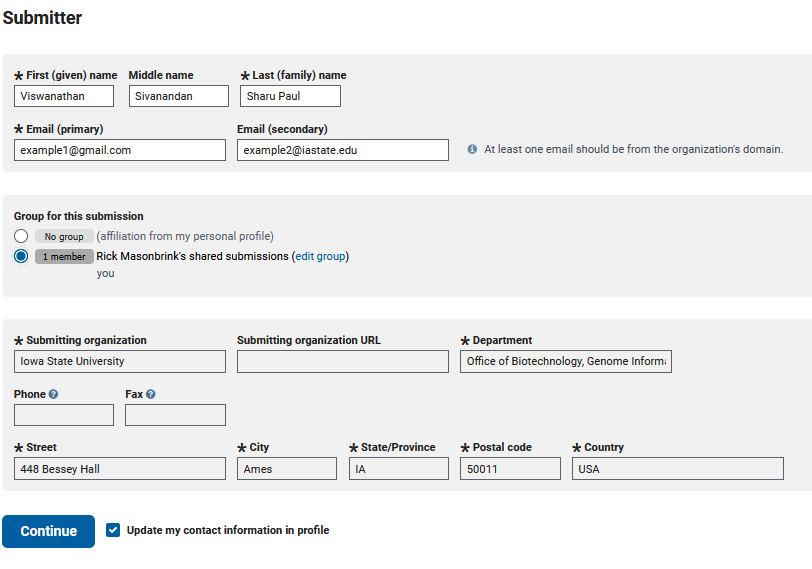 Submitter
* First (given) name Middle name * Last (family) name
Viswanathan Sivanandan Sharu Paul
* Email (primary) Email (secondary)
example1@gmail.com example2@iastate.edu At least one email should be from the organization's domain.
Group for this submission
No group (affiliation from my personal profile)
1 member Rick Masonbrink's shared submissions (edit group)
you
* Submitting organization Submitting organization URL * Department
Iowa State University Office of Biotechnology, Genome Informa
Phone ? Fax ?
* Street * City * State/Province * Postal code * Country
448 Bessey Hall Ames IA 50011 USA
Continue Update my contact information in profile